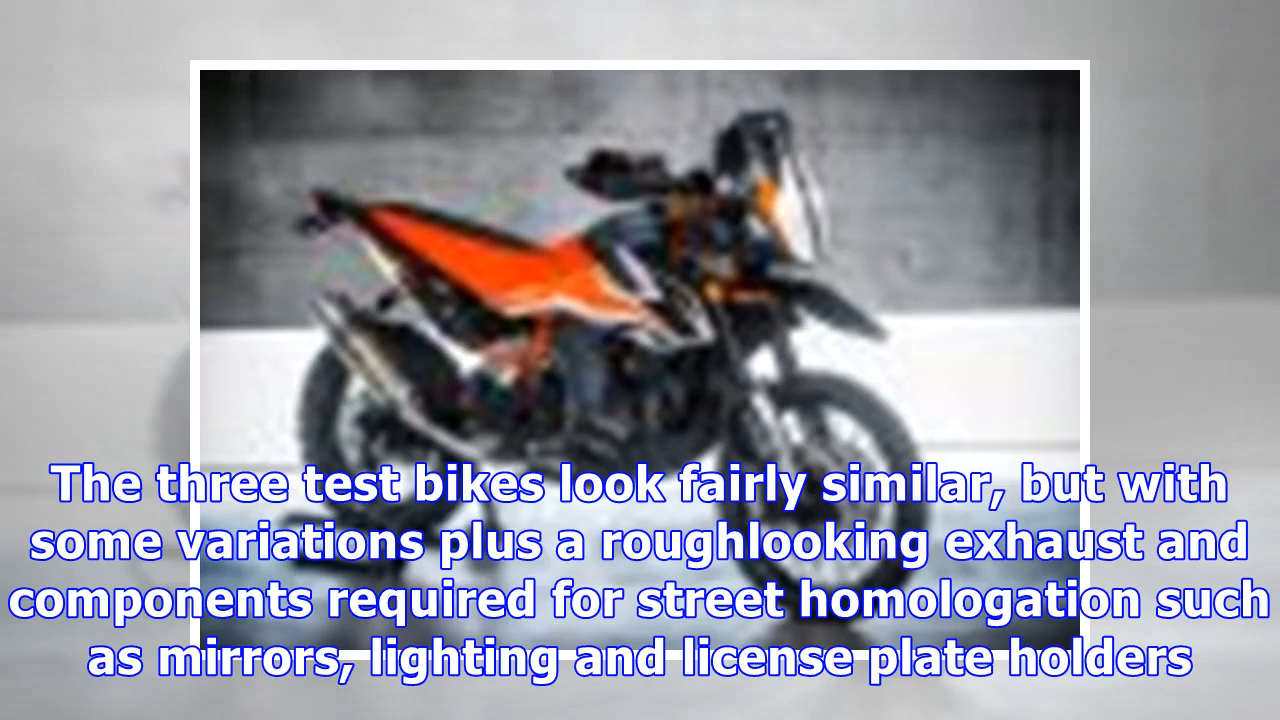 The three test bikes look fairly similar, but with
some variations plus a roughlooking exhaust and
components required for street homologation such
as mirrors, lighting and license plate holders